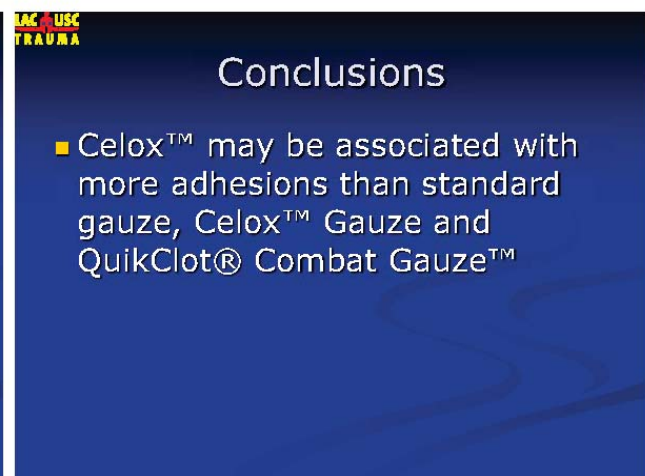 LAC USC
TRAUMA
Conclusions
Celox™ may be associated with
more adhesions than standard
gauze, Celox™ Gauze and
QuikClot® Combat Gauze™